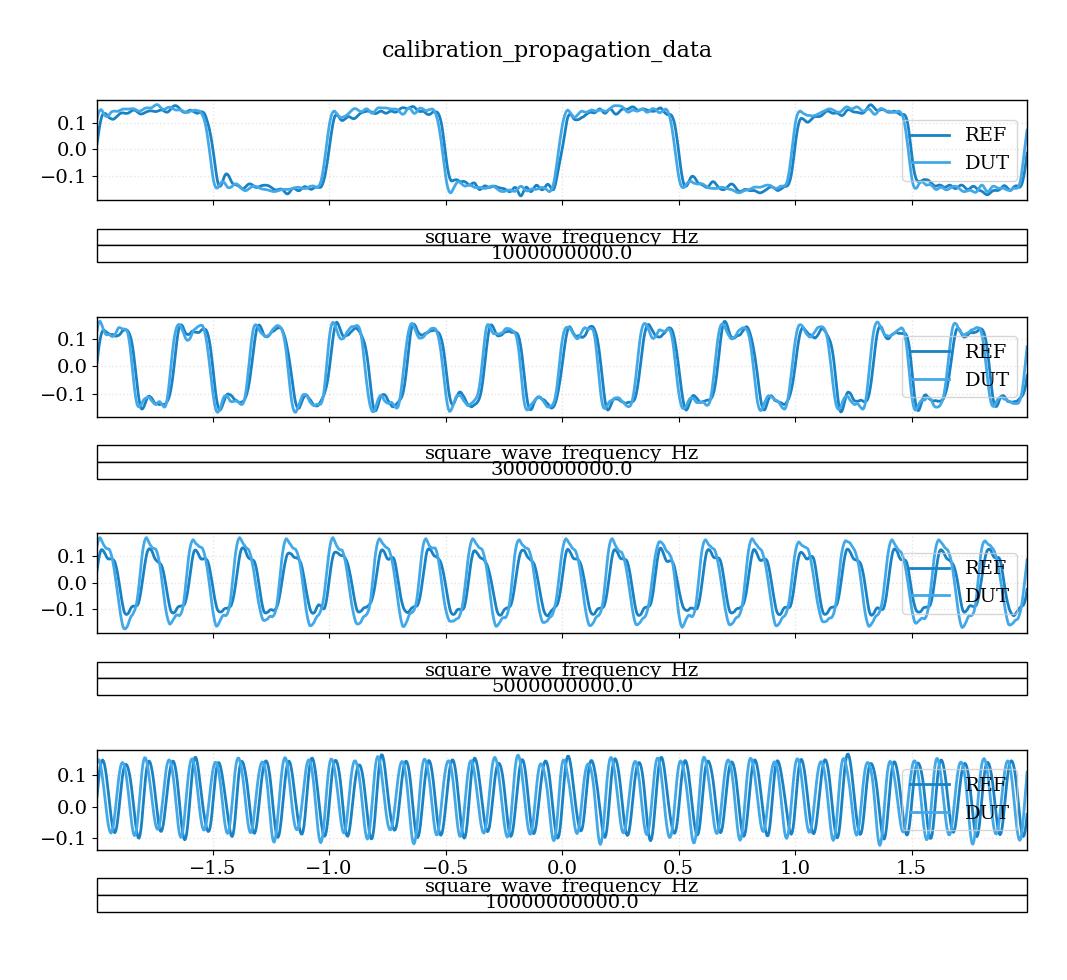 calibration_propagation_data
0.1
0.0
−0.1
REF
DUT
square_wave_frequency_Hz
1000000000.0
0.1
0.0
−0.1
REF
DUT
square_wave_frequency_Hz
3000000000.0
0.1
0.0
−0.1
REF
DUT
square_wave_frequency_Hz
5000000000.0
0.1
0.0
−0.1
REF
DUT
−1.5 −1.0 −0.5 0.0 0.5 1.0 1.5
square_wave_frequency_Hz
10000000000.0